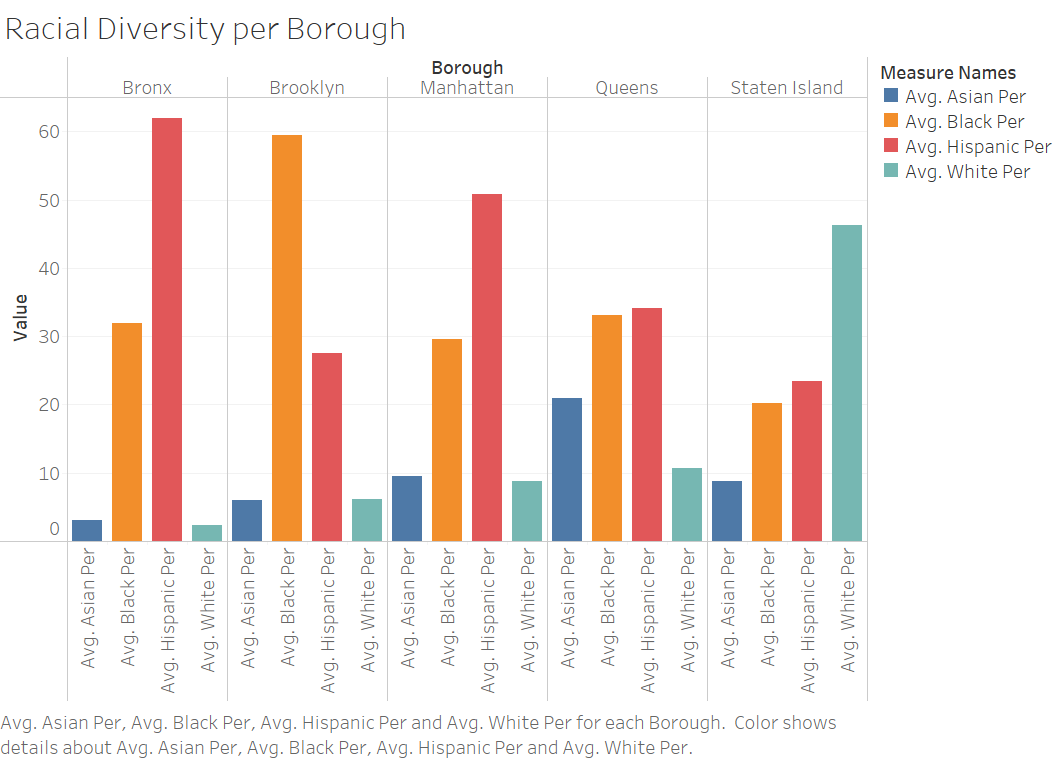 Racial Diversity per Borough
Borough
Bronx Brooklyn Manhattan Queens Staten Island
Value
60
50
40
30
20
10
0
Avg. Asian Per
Avg. Black Per
Avg. Hispanic Per
Avg. White Per
Avg. Asian Per
Avg. Black Per
Avg. Hispanic Per
Avg. White Per
Avg. Asian Per
Avg. Black Per
Avg. Hispanic Per
Avg. White Per
Avg. Asian Per
Avg. Black Per
Avg. Hispanic Per
Avg. White Per
Avg. Asian Per
Avg. Black Per
Avg. Hispanic Per
Avg. White Per
Measure Names
Avg. Asian Per
Avg. Black Per
Avg. Hispanic Per
Avg. White Per
Avg. Asian Per, Avg. Black Per, Avg. Hispanic Per and Avg. White Per for each Borough.  Color shows
details about Avg. Asian Per, Avg. Black Per, Avg. Hispanic Per and Avg. White Per.